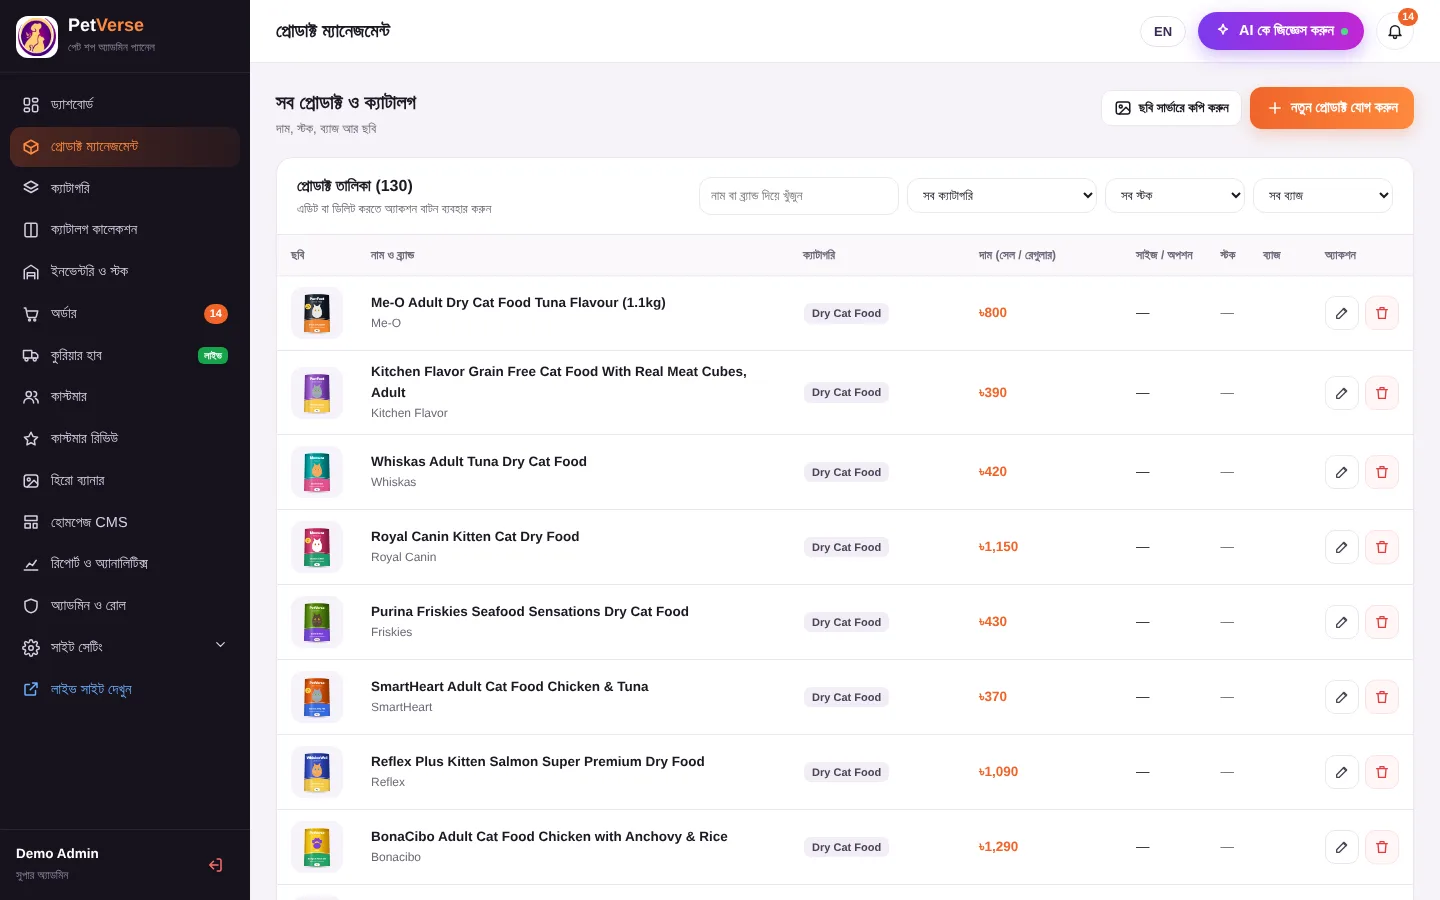 PetVerse
পেট শপ অ্যাডমিন প্যানেল
ড্যাশবোর্ড
প্রোডাক্ট ম্যানেজমেন্ট
ক্যাটাগরি
ক্যাটালগ কালেকশন
ইনভেন্টরি ও স্টক
অর্ডার 14
কুরিয়ার হাব লাইভ
কাস্টমার
কাস্টমার রিভিউ
হিরো ব্যানার
হোমপেজ CMS
রিপোর্ট ও অ্যানালিটিক্স
অ্যাডমিন ও রোল
সাইট সেটিং
লাইভ সাইট দেখুন
Demo Admin
সুপার অ্যাডমিন
প্রোডাক্ট ম্যানেজমেন্ট
EN
AI কে জিজ্ঞেস করুন
14
সব প্রোডাক্ট ও ক্যাটালগ
দাম, স্টক, ব্যাজ আর ছবি
ছবি সার্ভারে কপি করুন
নতুন প্রোডাক্ট যোগ করুন
প্রোডাক্ট তালিকা (130)
এডিট বা ডিলিট করতে অ্যাকশন বাটন ব্যবহার করুন
নাম বা ব্র্যান্ড দিয়ে খুঁজুন
সব ক্যাটাগরি
সব স্টক
সব ব্যাজ
ছবি নাম ও ব্র্যান্ড ক্যাটাগরি দাম (সেল / রেগুলার) সাইজ / অপশন স্টক ব্যাজ অ্যাকশন
Me-O Adult Dry Cat Food Tuna Flavour (1.1kg)
Me-O
Dry Cat Food ৳800 — —
Kitchen Flavor Grain Free Cat Food With Real Meat Cubes,
Adult
Kitchen Flavor
Dry Cat Food ৳390 — —
Whiskas Adult Tuna Dry Cat Food
Whiskas
Dry Cat Food ৳420 — —
Royal Canin Kitten Cat Dry Food
Royal Canin
Dry Cat Food ৳1,150 — —
Purina Friskies Seafood Sensations Dry Cat Food
Friskies
Dry Cat Food ৳430 — —
SmartHeart Adult Cat Food Chicken & Tuna
SmartHeart
Dry Cat Food ৳370 — —
Reflex Plus Kitten Salmon Super Premium Dry Food
Reflex
Dry Cat Food ৳1,090 — —
BonaCibo Adult Cat Food Chicken with Anchovy & Rice
Bonacibo
Dry Cat Food ৳1,290 — —